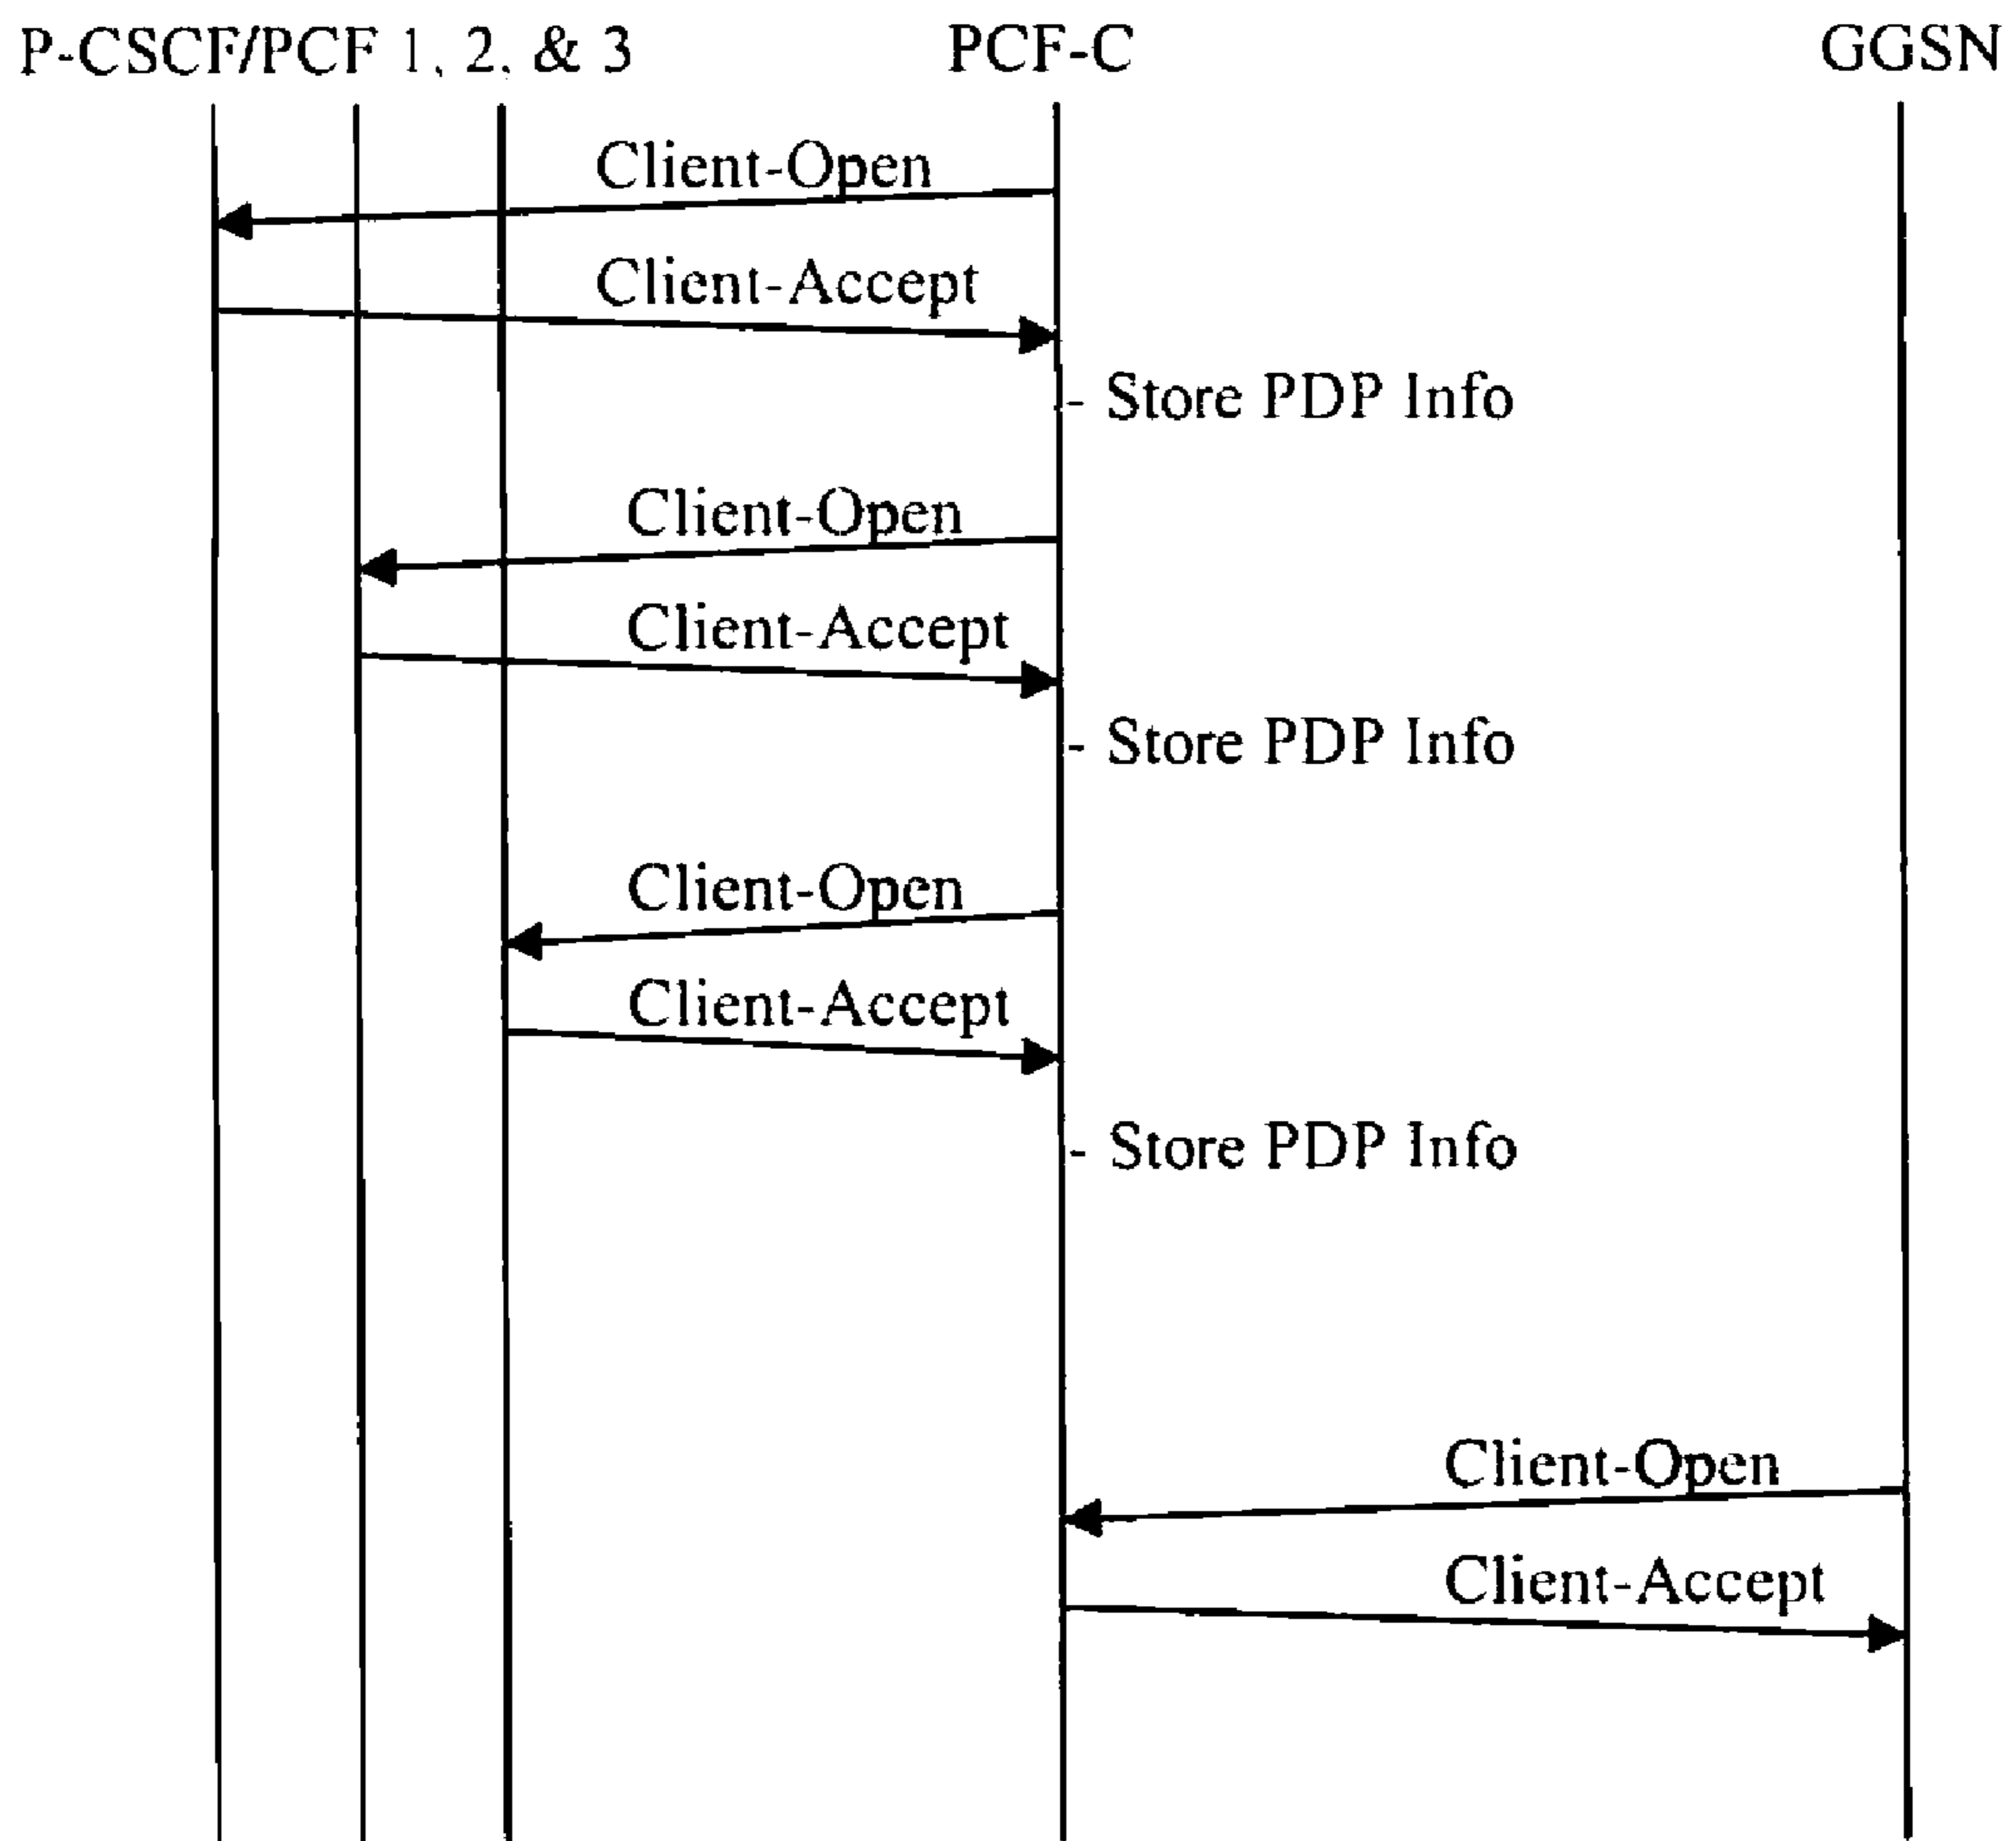 P-CSCF/PCF 1, 2, & 3 PCF-C GGSN
Client-Open
Client-Accept
- Store PDP Info
Client-Open
Client-Accept
- Store PDP Info
Client-Open
Client-Accept
- Store PDP Info
Client-Open
Client-Accept